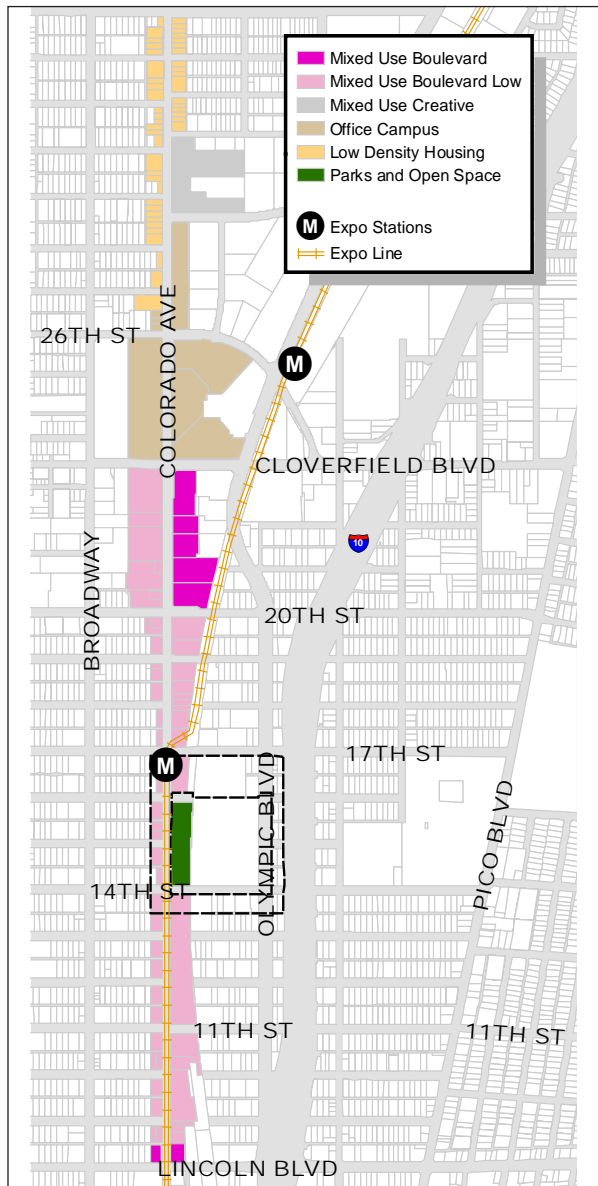 Mixed Use Boulevard
Mixed Use Boulevard Low
Mixed Use Creative
Office Campus
Low Density Housing
Parks and Open Space
M Expo Stations
Expo Line
26TH ST
COLORADO AVE
M
CLOVERFIELD BLVD
10
BROADWAY
20TH ST
17TH ST
M
OLYMPIC BLVD
PICO BLVD
14TH ST
11TH ST
11TH ST
LINCOLN BLVD